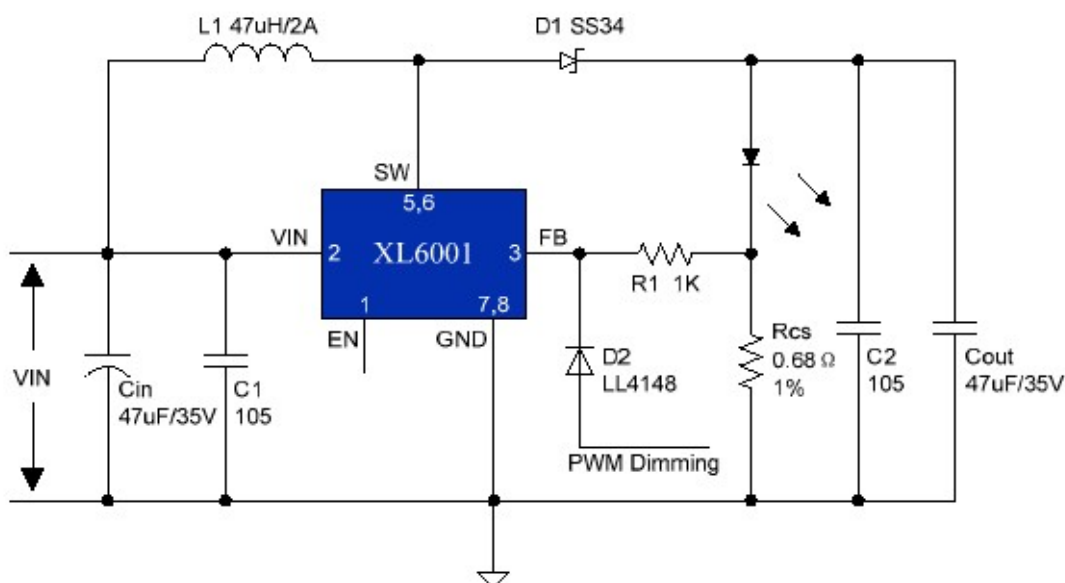 L1 47uH/2A
D1 SS34
SW
5,6
VIN
2
XL6001
3
FB
R1 1K
1
7,8
EN
GND
VIN
Cin
47uF/35V
C1
105
D2
LL4148
PWM Dimming
Rcs
0.68 Ω
1%
C2
105
Cout
47uF/35V